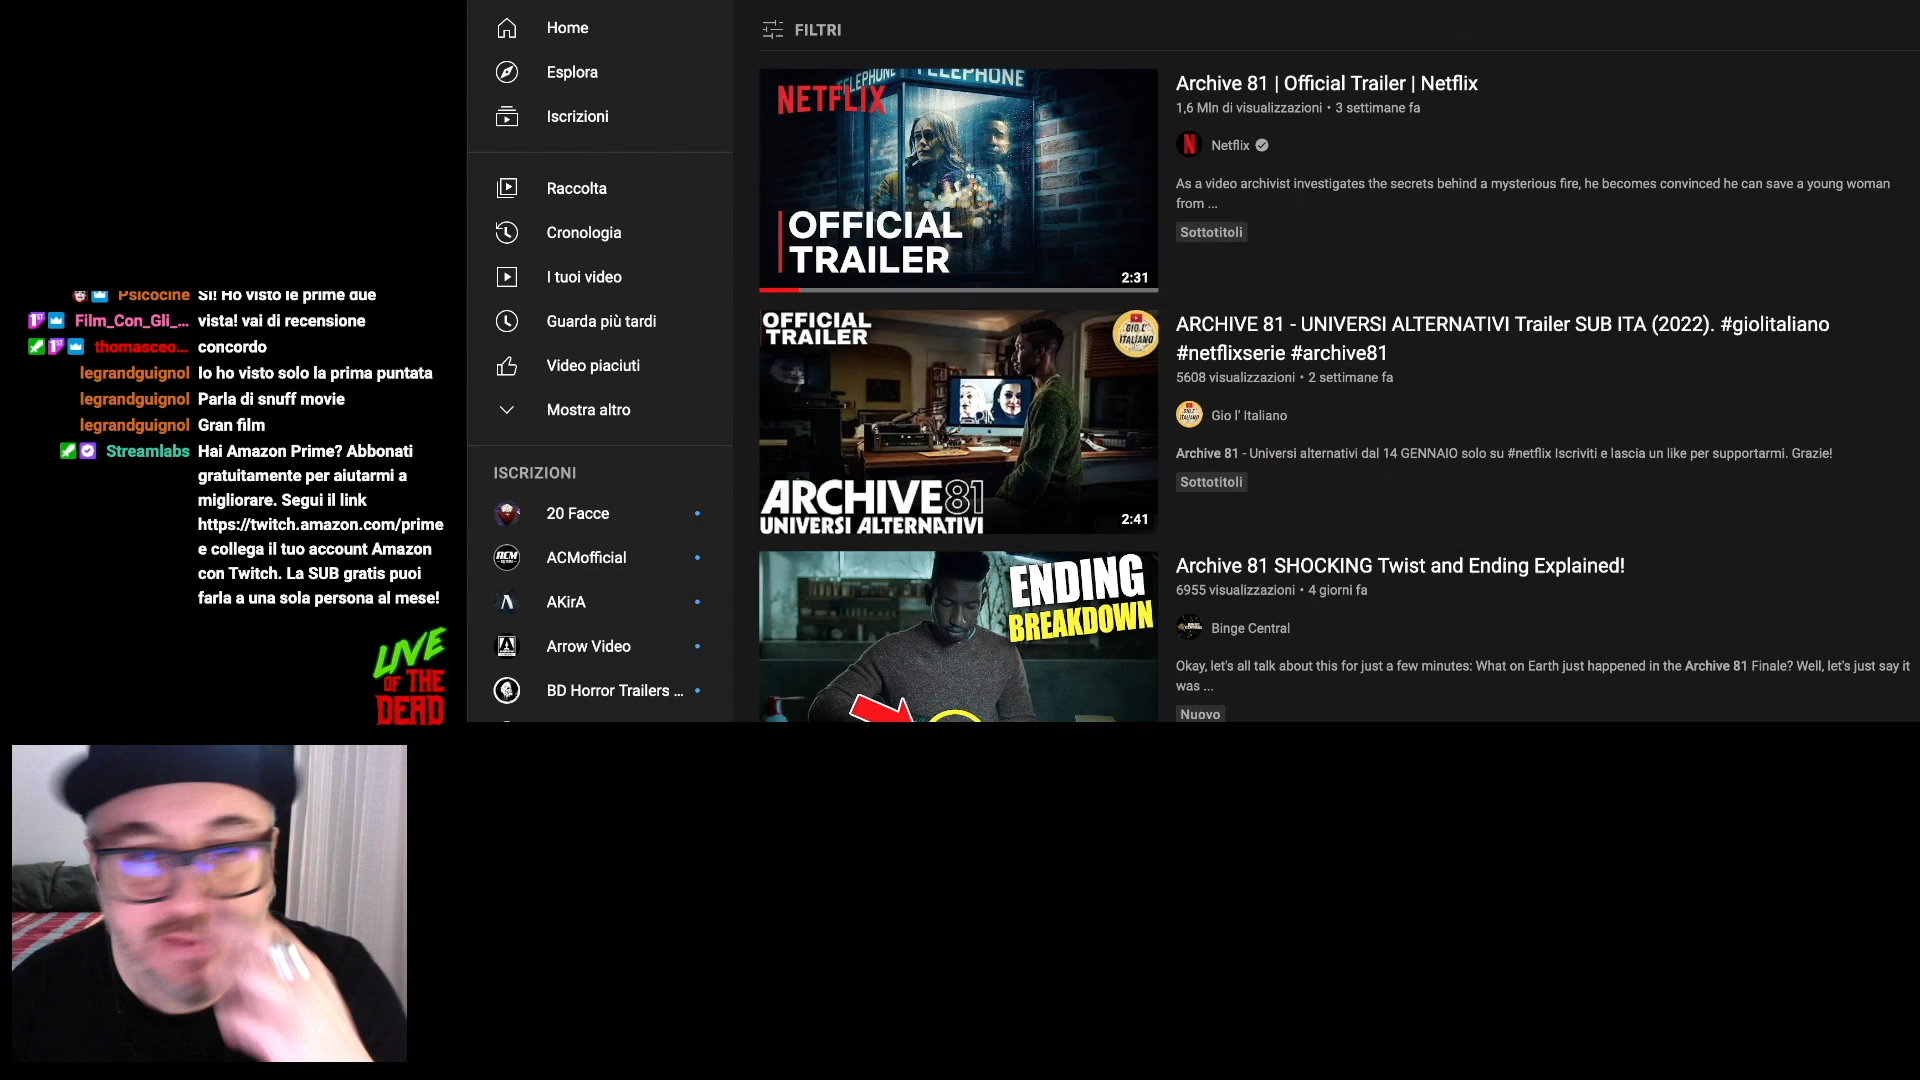 Psicocine Si! Ho visto le prime due
Film_Con_Gli_... vista! vai di recensione
thomasceo... concordo
legrandguignol Io ho visto solo la prima puntata
legrandguignol Parla di snuff movie
legrandguignol Gran film
Streamlabs Hai Amazon Prime? Abbonati
gratuitamente per aiutarmi a
migliorare. Segui il link
https://twitch.amazon.com/prime
e collega il tuo account Amazon
con Twitch. La SUB gratis puoi
farla a una sola persona al mese!
LIVE
OF THE
DEAD
Home
Esplora
Iscrizioni
Raccolta
Cronologia
I tuoi video
Guarda più tardi
Video piaciuti
Mostra altro
ISCRIZIONI
20 Facce
ACMofficial
AKirA
Arrow Video
BD Horror Trailers ...
FILTRI
TELEPHONE TELEPHONE
NETFLIX
OFFICIAL
TRAILER
2:31
Archive 81 | Official Trailer | Netflix
1,6 Mln di visualizzazioni • 3 settimane fa
Netflix
As a video archivist investigates the secrets behind a mysterious fire, he becomes convinced he can save a young woman
from ...
Sottotitoli
OFFICIAL
TRAILER
GIO L'
ITALIANO
ARCHIVE 81
UNIVERSI ALTERNATIVI
2:41
ARCHIVE 81 - UNIVERSI ALTERNATIVI Trailer SUB ITA (2022). #giolitaliano
#netflixserie #archive81
5608 visualizzazioni • 2 settimane fa
Gio l' Italiano
Archive 81 - Universi alternativi dal 14 GENNAIO solo su #netflix Iscriviti e lascia un like per supportarmi. Grazie!
Sottotitoli
ENDING
BREAKDOWN
Archive 81 SHOCKING Twist and Ending Explained!
6955 visualizzazioni • 4 giorni fa
Binge Central
Okay, let's all talk about this for just a few minutes: What on Earth just happened in the Archive 81 Finale? Well, let's just say it
was ...
Nuovo